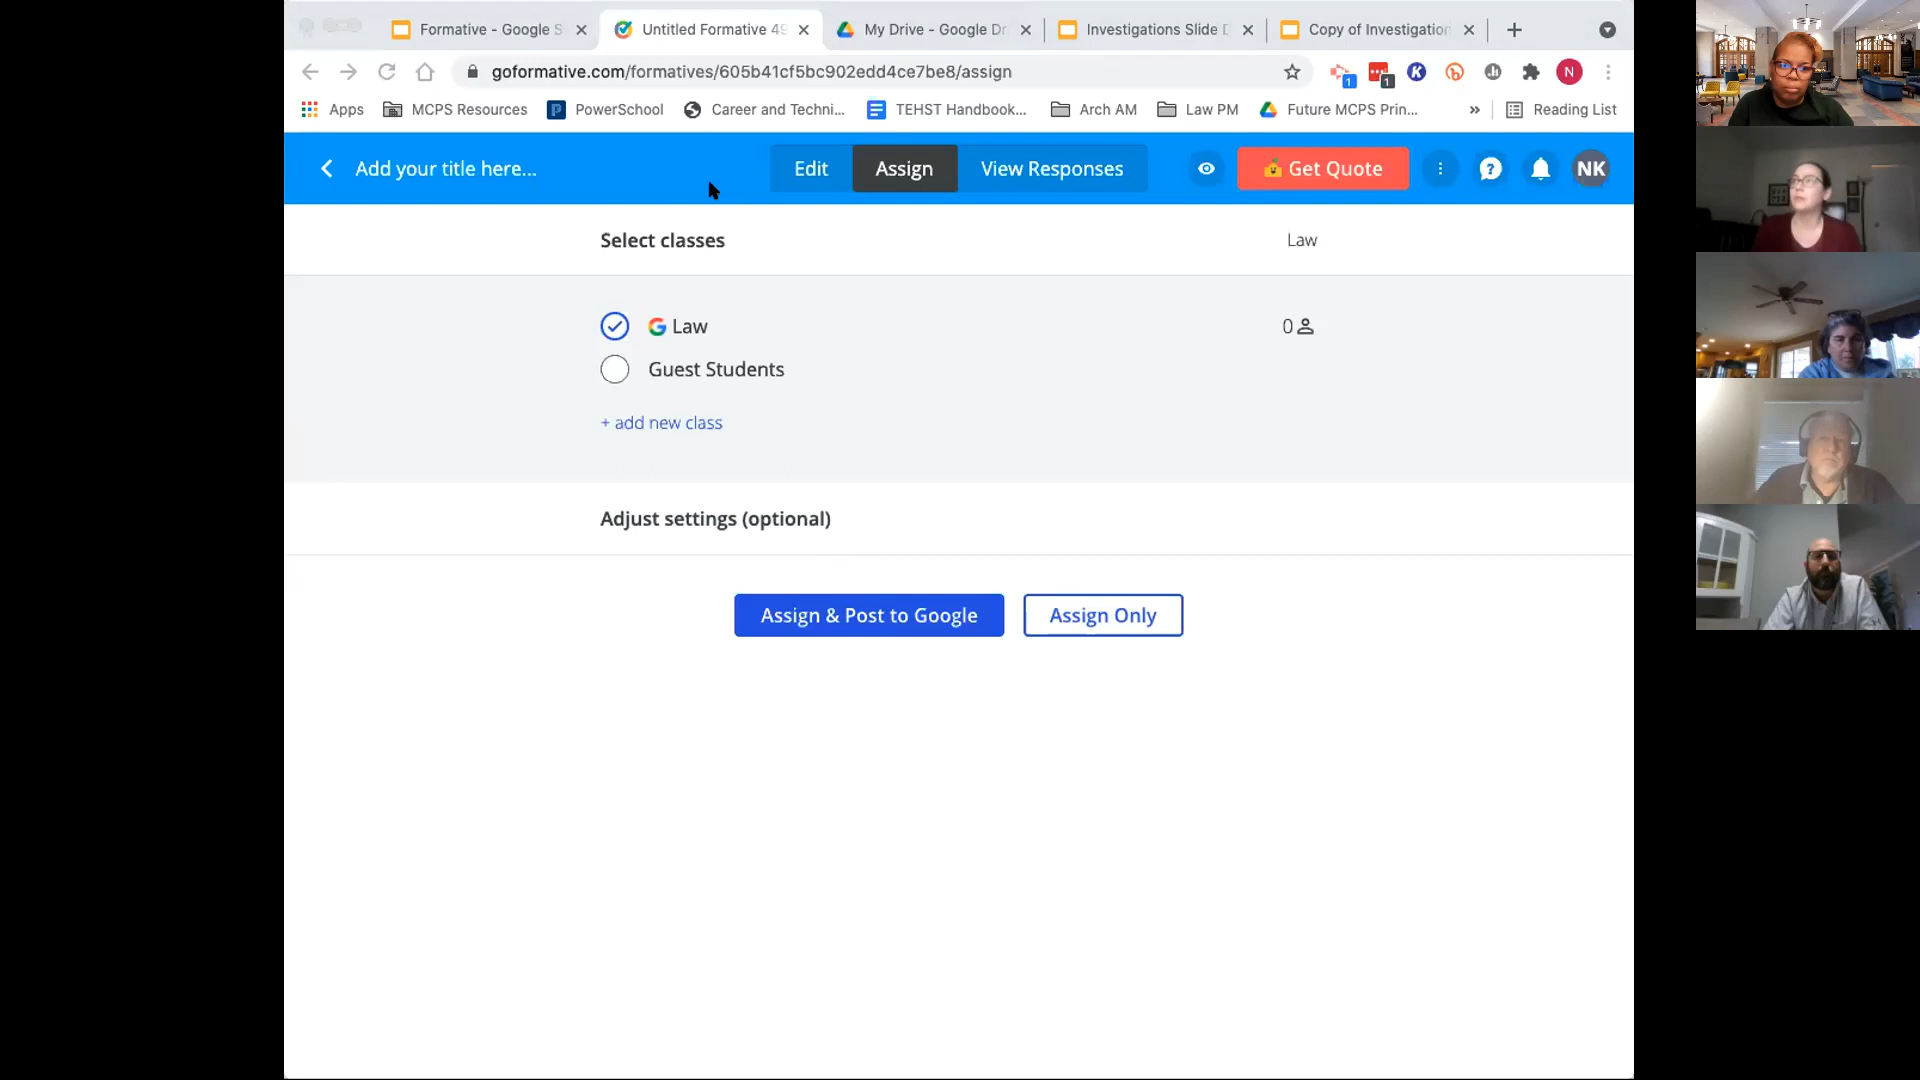 Formative - Google S
Untitled Formative 49
My Drive - Google Dr
Investigations Slide D
Copy of Investigation
goformative.com/formatives/605b41cf5bc902edd4ce7be8/assign
1
1
K
N
Apps
MCPS Resources
P
PowerSchool
Career and Techni...
TEHST Handbook...
Arch AM
Law PM
Future MCPS Prin...
»
Reading List
Add your title here...
Edit
Assign
View Responses
Get Quote
?
NK
Select classes
Law
G Law
0
Guest Students
+ add new class
Adjust settings (optional)
Assign & Post to Google
Assign Only